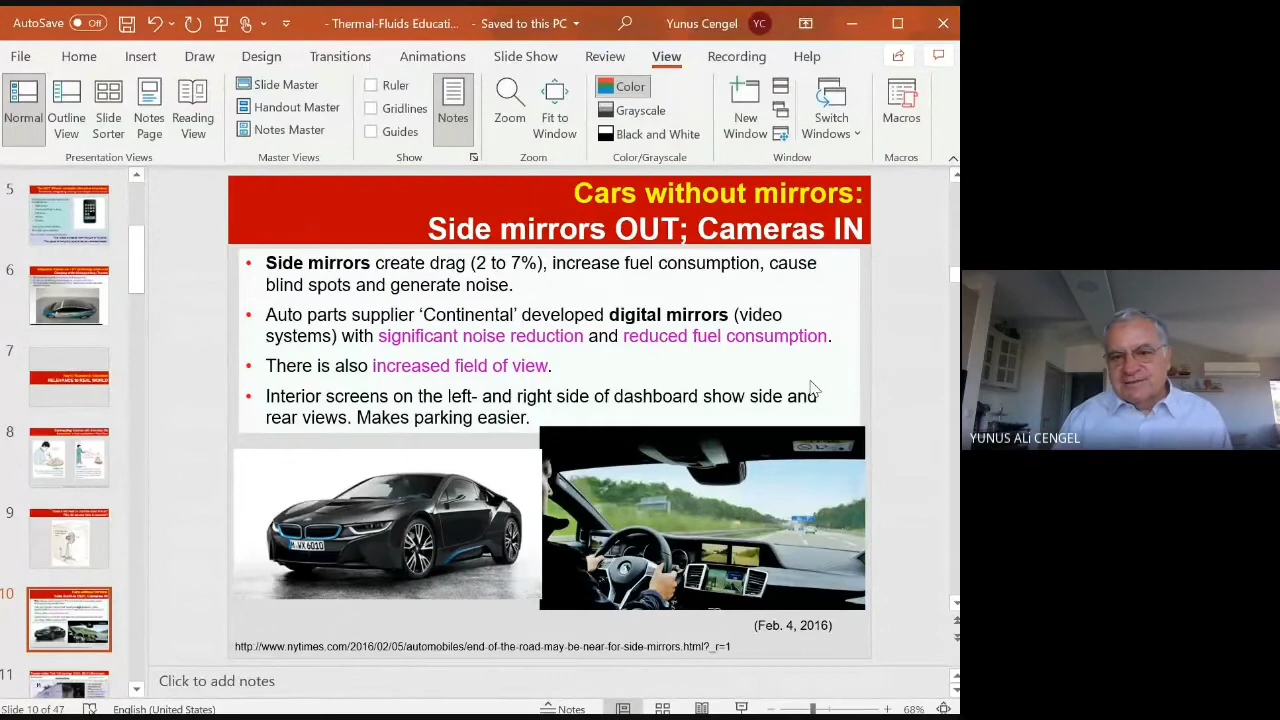 AutoSave Off - Thermal-Fluids Educati... - Saved to this PC Yunus Cengel YC
File Home Insert Draw Design Transitions Animations Slide Show Review View Recording Help
Normal Outline View Slide Sorter Notes Page Reading View
Presentation Views
Slide Master
Handout Master
Notes Master
Master Views
Ruler
Gridlines
Guides
Show
Notes
Zoom Fit to Window
Zoom
Color
Grayscale
Black and White
Color/Grayscale
New Window Switch Windows
Window
Macros
Macros
5
6
7
RELEVANCE to REAL WORLD
8
9
10
11
Cars without mirrors:
Side mirrors OUT; Cameras IN
• Side mirrors create drag (2 to 7%), increase fuel consumption, cause
blind spots and generate noise.
• Auto parts supplier ‘Continental’ developed digital mirrors (video
systems) with significant noise reduction and reduced fuel consumption.
• There is also increased field of view.
• Interior screens on the left- and right side of dashboard show side and
rear views. Makes parking easier.
(Feb. 4, 2016)
http://www.nytimes.com/2016/02/05/automobiles/end-of-the-road-may-be-near-for-side-mirrors.html?_r=1
YUNUS ALi CENGEL
Click to add notes
Slide 10 of 47 English (United States) Notes 68%